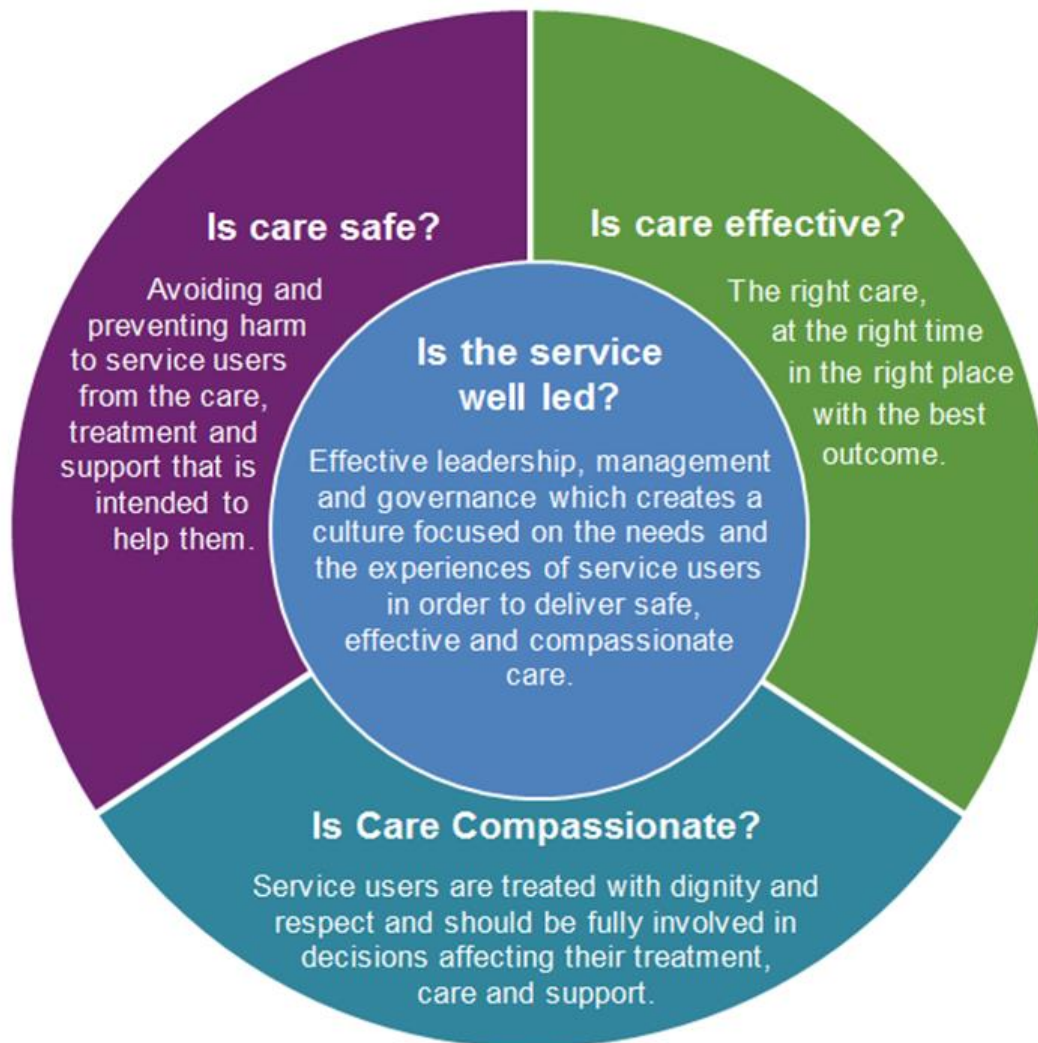 Is care safe?
Avoiding and
preventing harm
to service users
from the care,
treatment and
support that is
intended to
help them.
Is care effective?
The right care,
at the right time
in the right place
with the best
outcome.
Is the service
well led?
Effective leadership, management
and governance which creates a
culture focused on the needs and
the experiences of service users
in order to deliver safe,
effective and compassionate
care.
Is Care Compassionate?
Service users are treated with dignity and
respect and should be fully involved in
decisions affecting their treatment,
care and support.